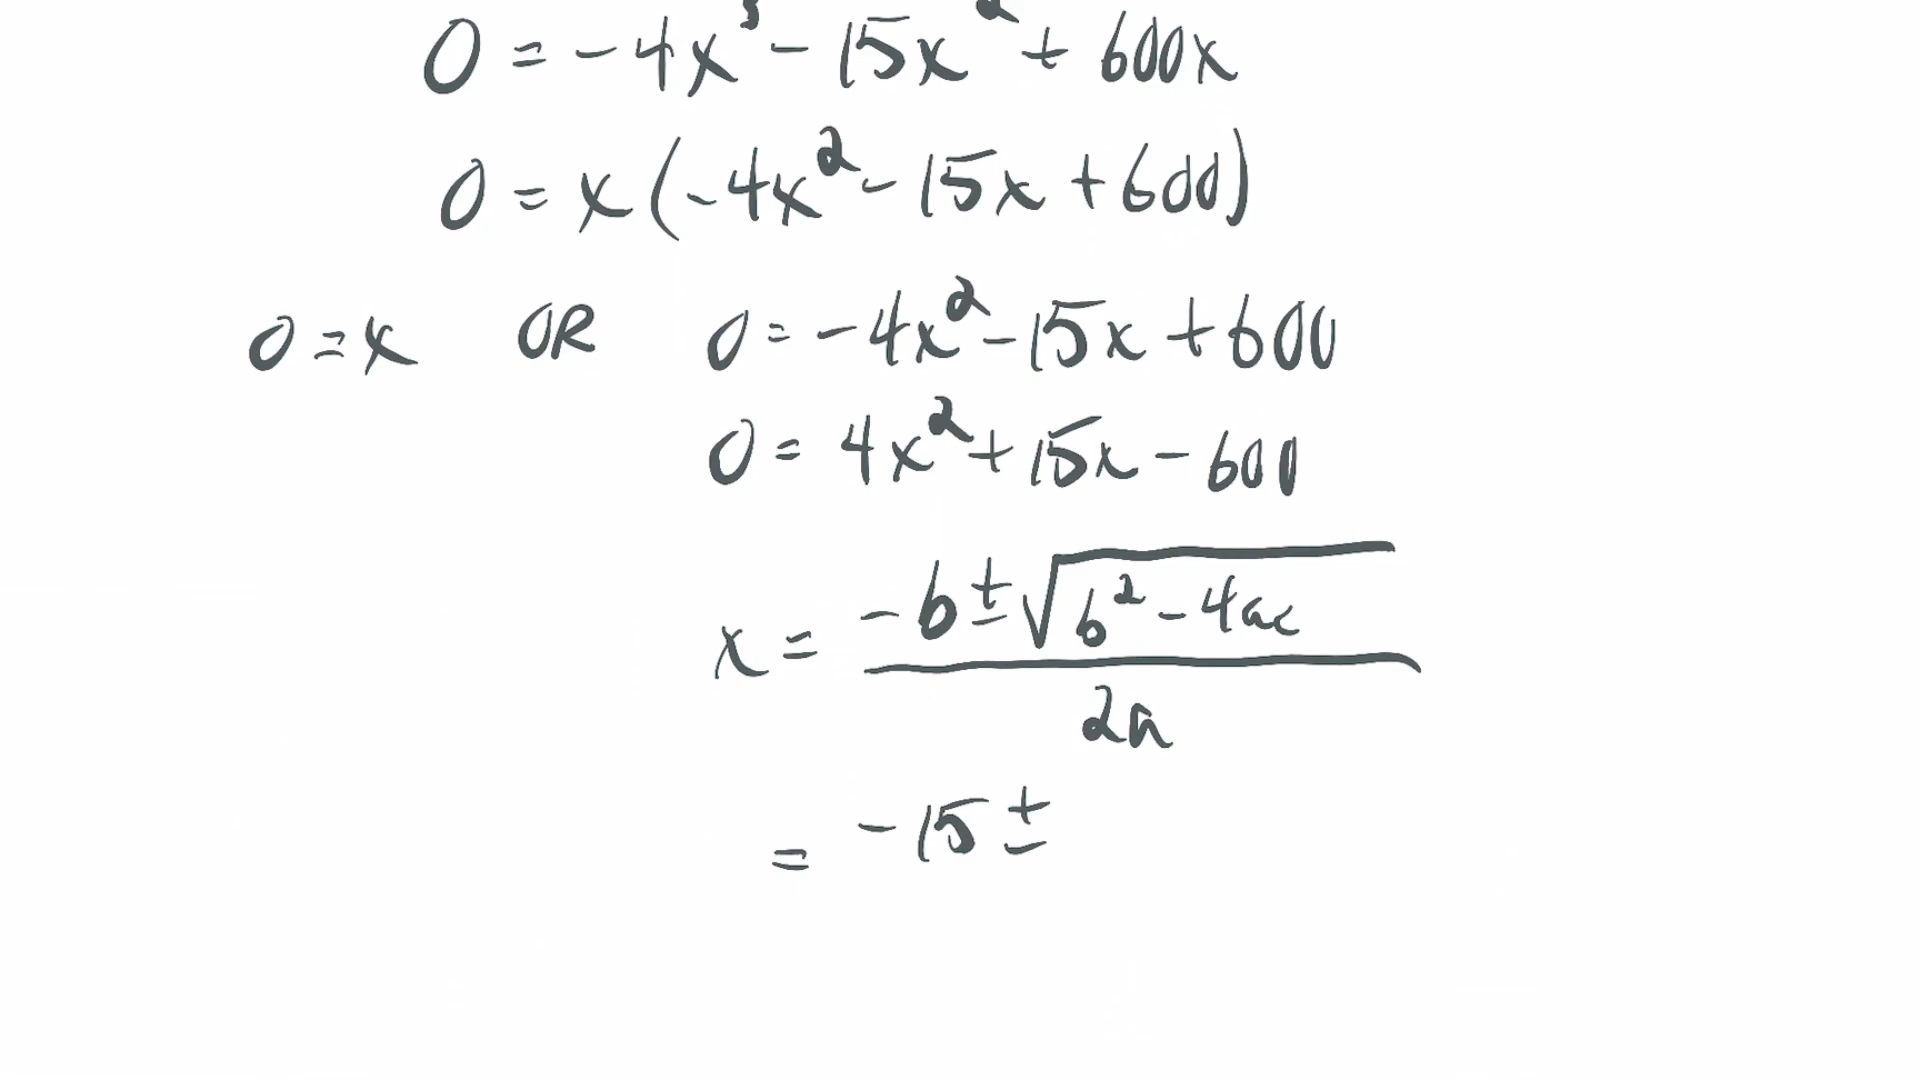 0 = -4x³ - 15x² + 600x
0 = x(-4x² - 15x + 600)
0 = x OR 0 = -4x² - 15x + 600
0 = 4x² + 15x - 600
x = (-b ± √(b² - 4ac)) / 2a
= -15 ±